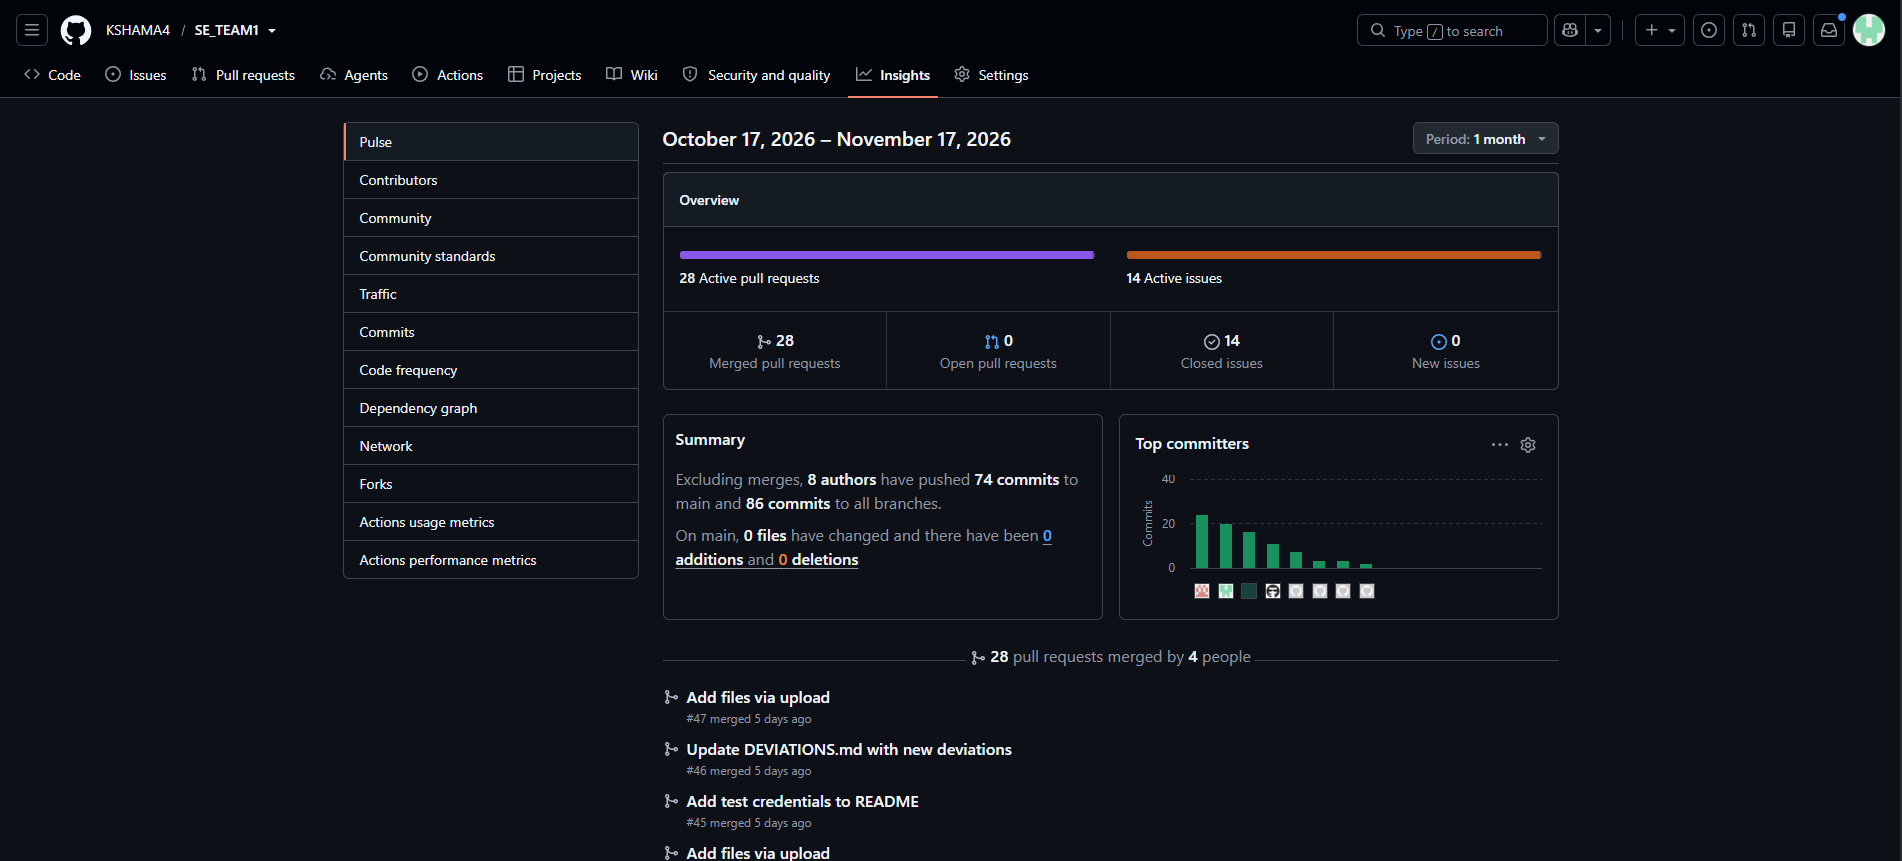 KSHAMA4 / SE_TEAM1
Type / to search
Code Issues Pull requests Agents Actions Projects Wiki Security and quality Insights Settings
Pulse
Contributors
Community
Community standards
Traffic
Commits
Code frequency
Dependency graph
Network
Forks
Actions usage metrics
Actions performance metrics
October 17, 2026 – November 17, 2026
Period: 1 month
Overview
28 Active pull requests
14 Active issues
28
Merged pull requests
0
Open pull requests
14
Closed issues
0
New issues
Summary
Excluding merges, 8 authors have pushed 74 commits to
main and 86 commits to all branches.
On main, 0 files have changed and there have been 0
additions and 0 deletions
Top committers
Commits
40
20
0
28 pull requests merged by 4 people
Add files via upload
#47 merged 5 days ago
Update DEVIATIONS.md with new deviations
#46 merged 5 days ago
Add test credentials to README
#45 merged 5 days ago
Add files via upload